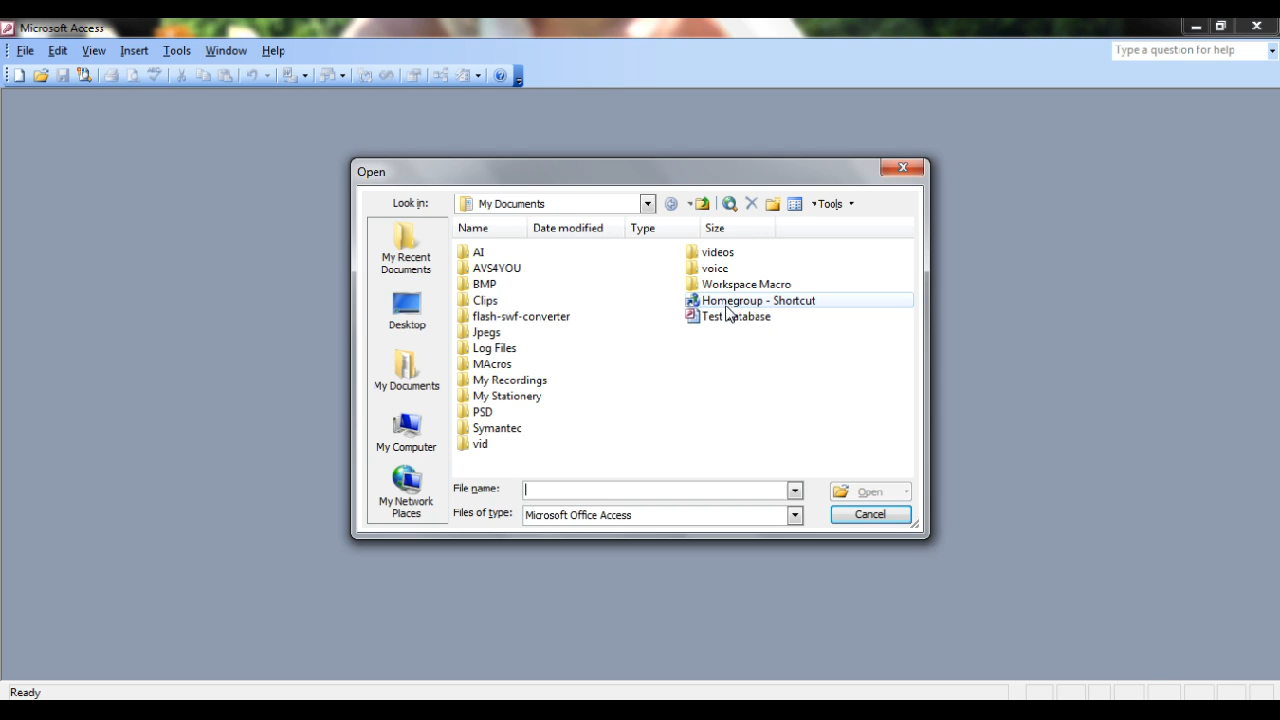 Microsoft Access
File Edit View Insert Tools Window Help
Type a question for help
Open
Look in: My Documents Tools
Name Date modified Type Size
My Recent Documents
Desktop
My Documents
My Computer
My Network Places
AI
AVS4YOU
BMP
Clips
flash-swf-converter
Jpegs
Log Files
MAcros
My Recordings
My Stationery
PSD
Symantec
vid
videos
voice
Workspace Macro
Homegroup - Shortcut
File name:
Open
Files of type: Microsoft Office Access
Cancel
Ready